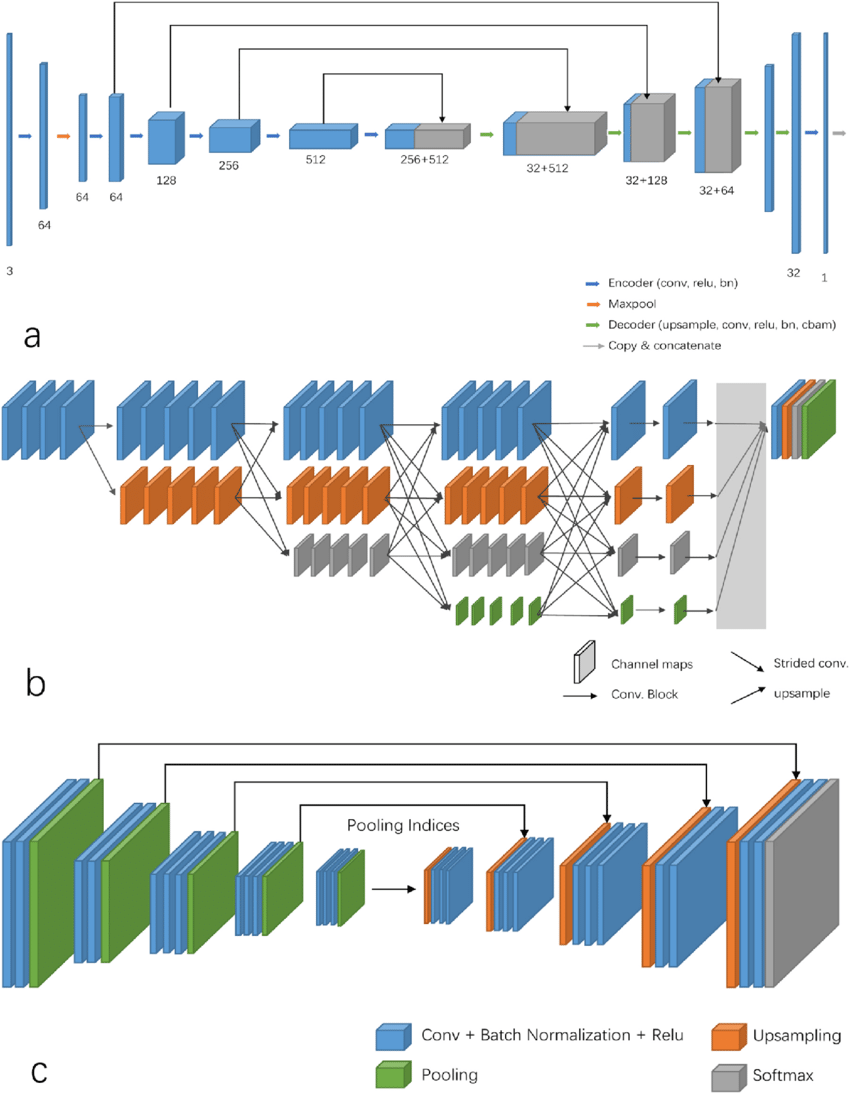 3
64
64
64
128
256
512
256+512
32+512
32+128
32+64
32
1
Encoder (conv, relu, bn)
Maxpool
Decoder (upsample, conv, relu, bn, cbam)
Copy & concatenate
a
Channel maps
Strided conv.
Conv. Block
upsample
b
Pooling Indices
Conv + Batch Normalization + Relu
Upsampling
Pooling
Softmax
c